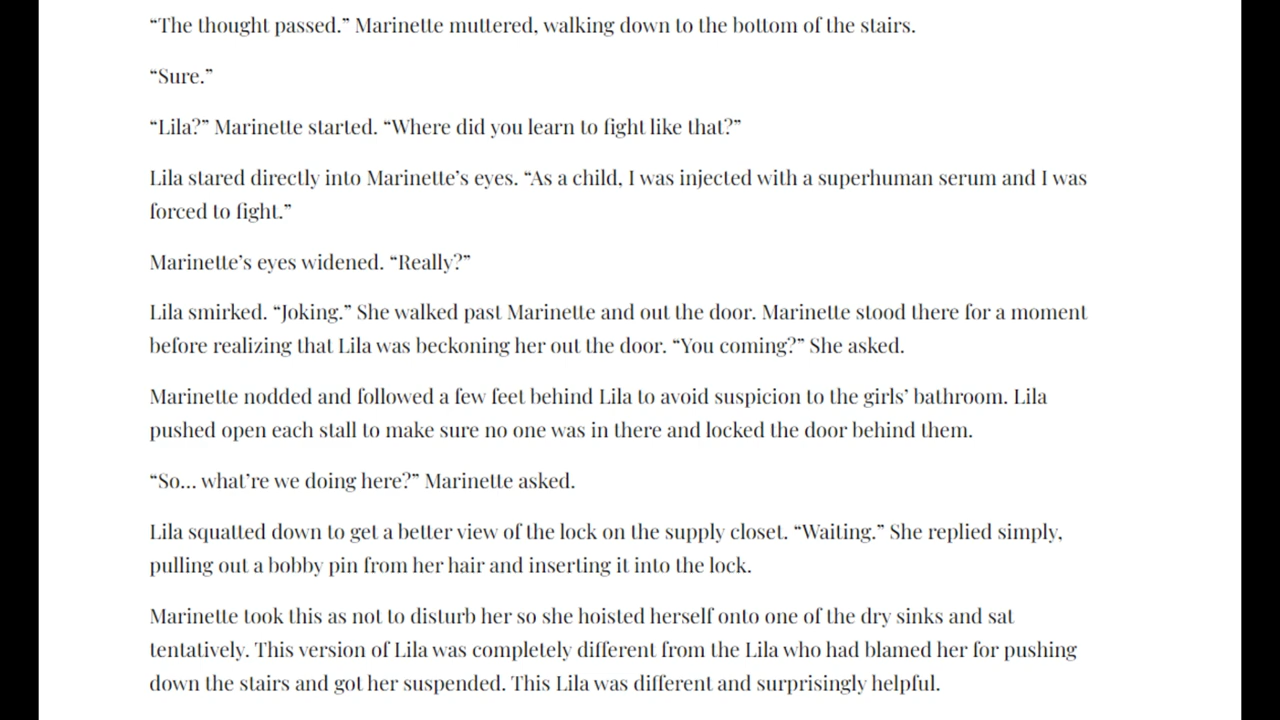 “The thought passed.” Marinette muttered, walking down to the bottom of the stairs.
“Sure.”
“Lila?” Marinette started. “Where did you learn to fight like that?”
Lila stared directly into Marinette’s eyes. “As a child, I was injected with a superhuman serum and I was
forced to fight.”
Marinette’s eyes widened. “Really?”
Lila smirked. “Joking.” She walked past Marinette and out the door. Marinette stood there for a moment
before realizing that Lila was beckoning her out the door. “You coming?” She asked.
Marinette nodded and followed a few feet behind Lila to avoid suspicion to the girls’ bathroom. Lila
pushed open each stall to make sure no one was in there and locked the door behind them.
“So… what’re we doing here?” Marinette asked.
Lila squatted down to get a better view of the lock on the supply closet. “Waiting.” She replied simply,
pulling out a bobby pin from her hair and inserting it into the lock.
Marinette took this as not to disturb her so she hoisted herself onto one of the dry sinks and sat
tentatively. This version of Lila was completely different from the Lila who had blamed her for pushing
down the stairs and got her suspended. This Lila was different and surprisingly helpful.